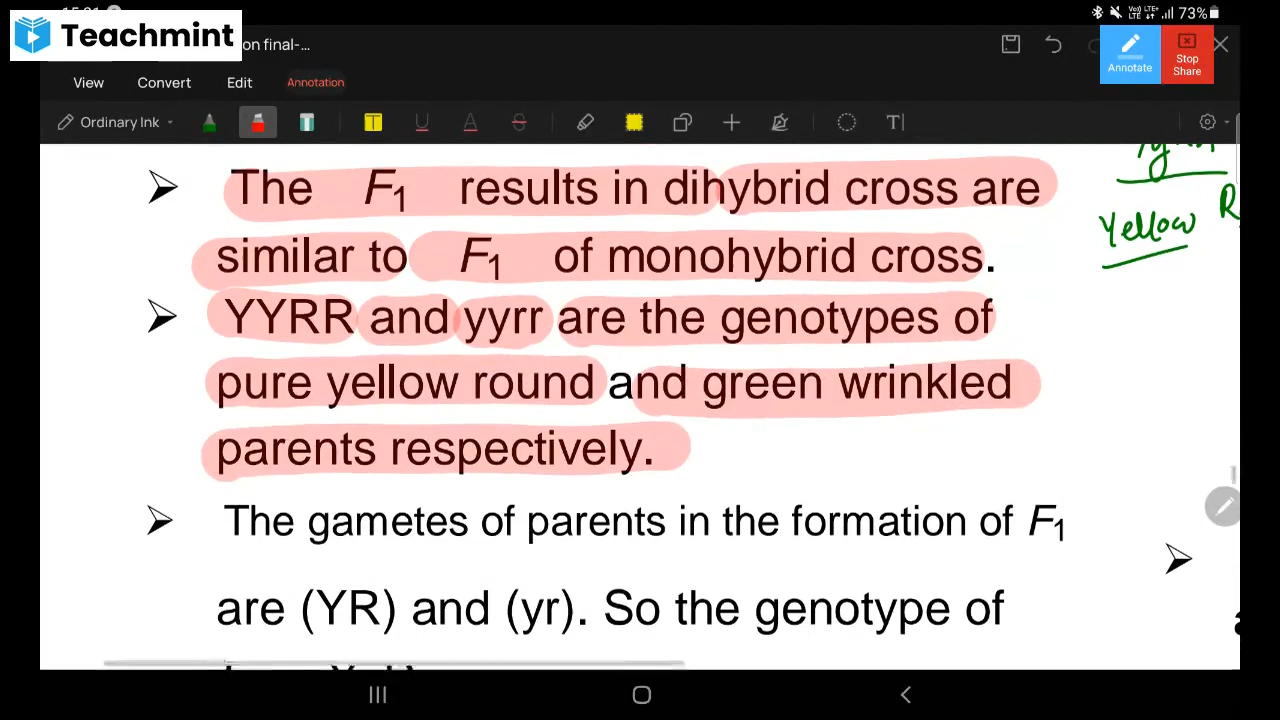 Teachmint
on final-...
73%
Annotate
Stop
Share
View Convert Edit Annotation
Ordinary Ink
➢ The F₁ results in dihybrid cross are
similar to F₁ of monohybrid cross.
➢ YYRR and yyrr are the genotypes of
pure yellow round and green wrinkled
parents respectively.
➢ The gametes of parents in the formation of F₁
are (YR) and (yr). So the genotype of
Yellow R
➢